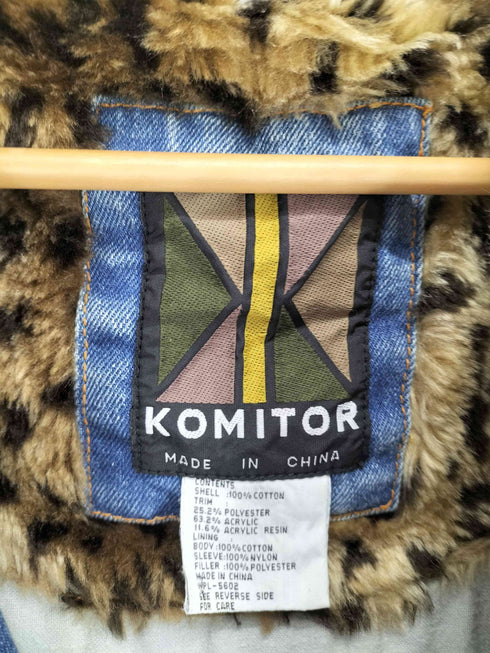 KOMITOR
MADE IN CHINA
CONTENTS
SHELL :100%COTTON
TRIM :
25.2% POLYESTER
63.2% ACRYLIC
11.6% ACRYLIC RESIN
LINING :
BODY:100%COTTON
SLEEVE:100%NYLON
FILLER :100%POLYESTER
MADE IN CHINA
WPL-5602
SEE REVERSE SIDE
FOR CARE